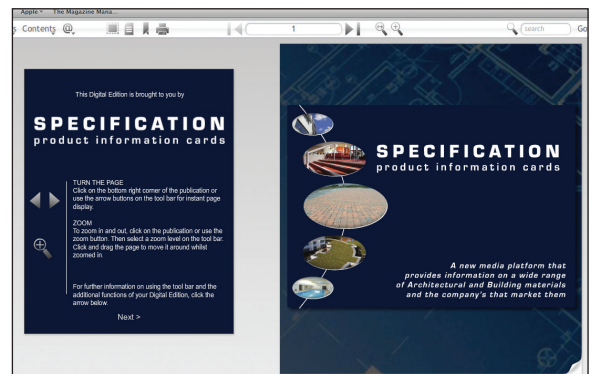 Apple The Magazine Mana...
s Contents @ 1 search Go
This Digital Edition is brought to you by
SPECIFICATION
product information cards
TURN THE PAGE
Click on the bottom right corner of the publication or
use the arrow buttons on the tool bar for instant page
display.
ZOOM
To zoom in and out, click on the publication or use the
zoom button. Then select a zoom level on the tool bar.
Click and drag the page to move it around whilst
zoomed in.
For further information on using the tool bar and the
additional functions of your Digital Edition, click the
arrow below.
Next >
SPECIFICATION
product information cards
A new media platform that
provides information on a wide range
of Architectural and Building materials
and the company's that market them